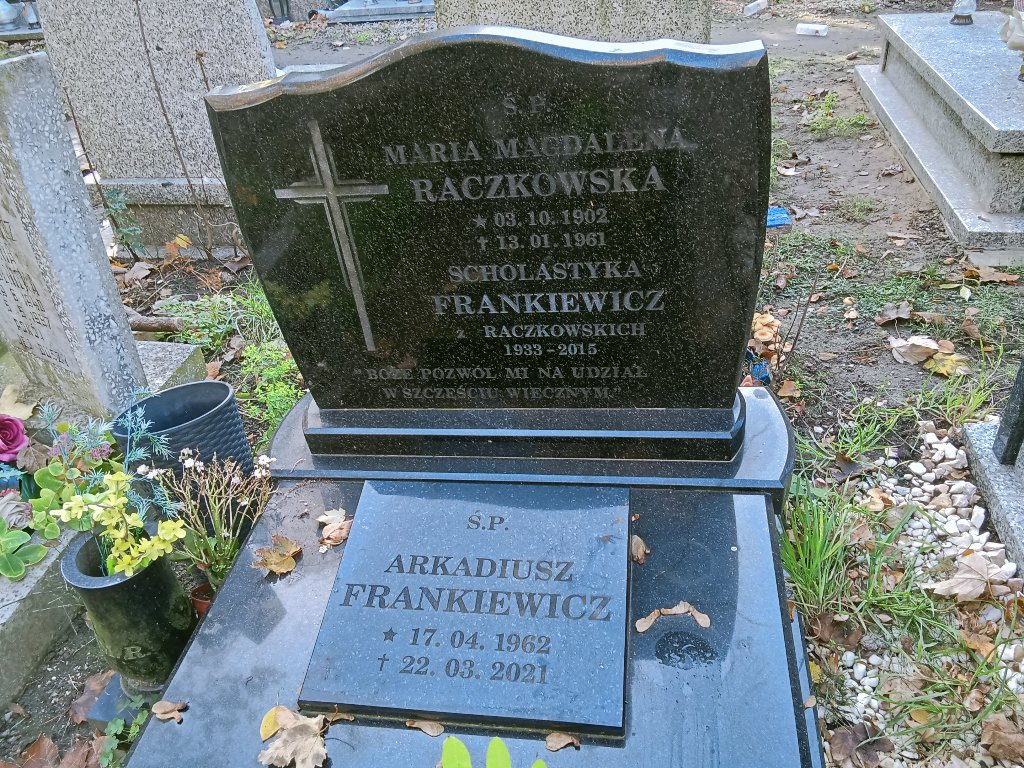 Ś.P.
MARIA MAGDALENA
RACZKOWSKA
★ 03. 10. 1902
† 13. 01. 1961
SCHOLASTYKA
FRANKIEWICZ
z RACZKOWSKICH
1933-2015
"BOŻE POZWÓL MI NA UDZIAŁ
W SZCZĘŚCIU WIECZNYM."
Ś.P.
ARKADIUSZ
FRANKIEWICZ
★ 17. 04. 1962
† 22. 03. 2021
R